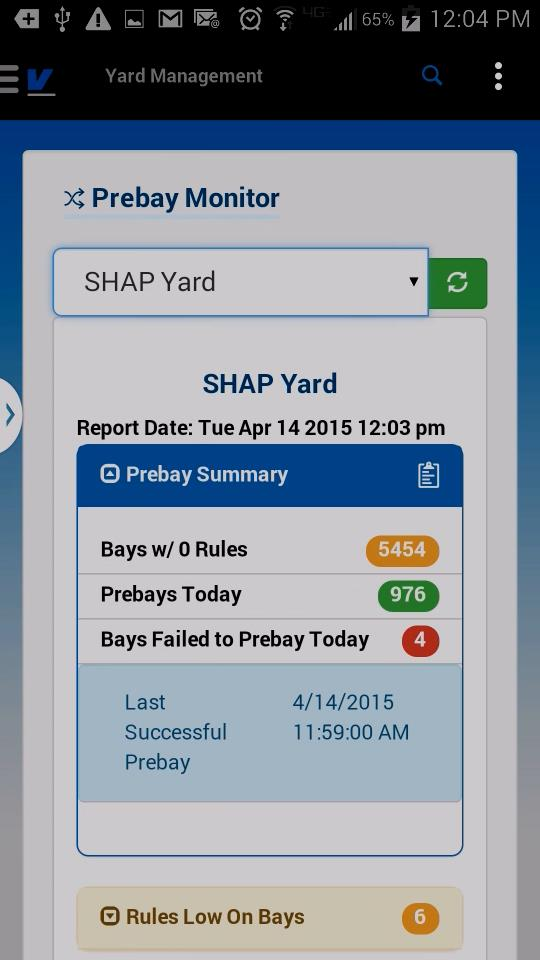 4G
65%
12:04 PM
Yard Management
Prebay Monitor
SHAP Yard
SHAP Yard
Report Date: Tue Apr 14 2015 12:03 pm
Prebay Summary
Bays w/ 0 Rules 5454
Prebays Today 976
Bays Failed to Prebay Today 4
Last 4/14/2015
Successful 11:59:00 AM
Prebay
Rules Low On Bays 6